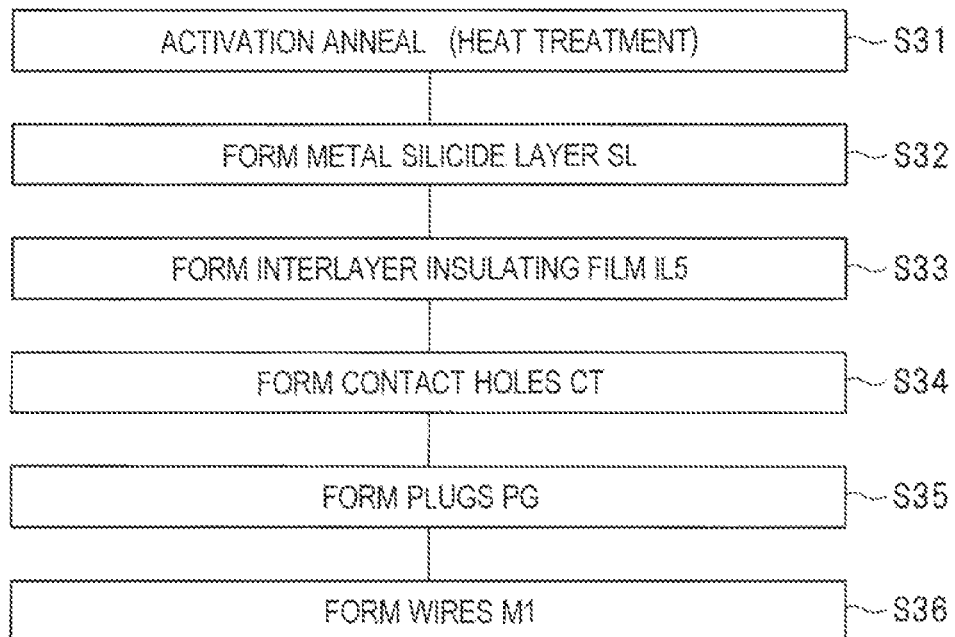 ACTIVATION ANNEAL (HEAT TREATMENT) S31
FORM METAL SILICIDE LAYER SL S32
FORM INTERLAYER INSULATING FILM IL5 S33
FORM CONTACT HOLES CT S34
FORM PLUGS PG S35
FORM WIRES M1 S36